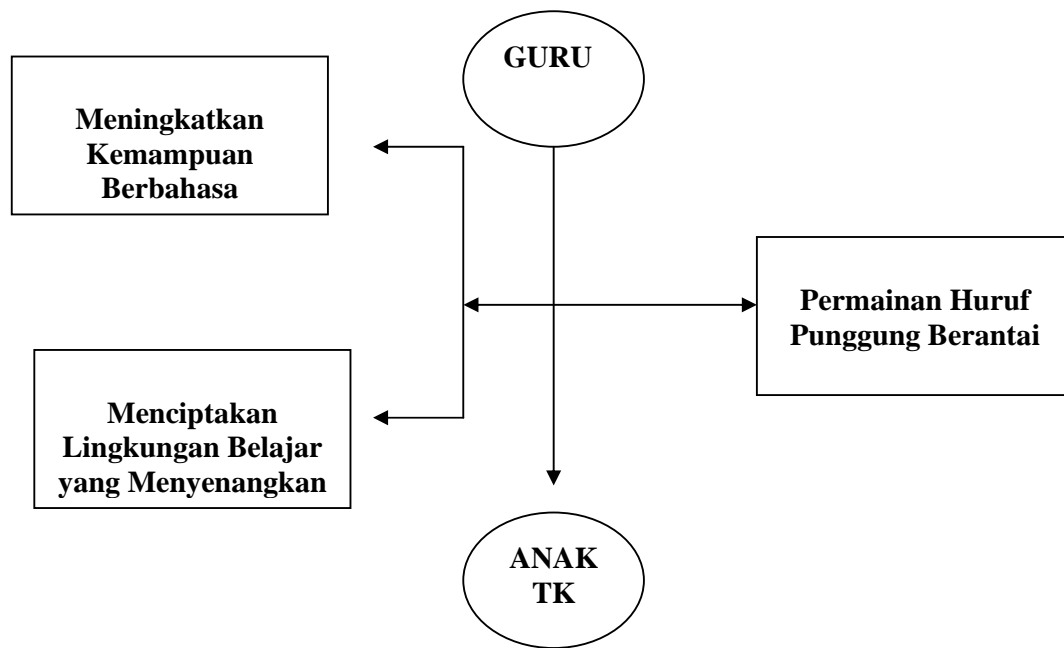 GURU
Meningkatkan
Kemampuan
Berbahasa
Permainan Huruf
Punggung Berantai
Menciptakan
Lingkungan Belajar
yang Menyenangkan
ANAK
TK